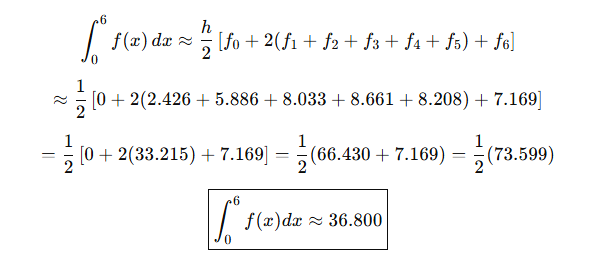 ∫₀⁶ f(x) dx ≈ h/2 [f₀ + 2(f₁ + f₂ + f₃ + f₄ + f₅) + f₆]
≈ 1/2 [0 + 2(2.426 + 5.886 + 8.033 + 8.661 + 8.208) + 7.169]
= 1/2 [0 + 2(33.215) + 7.169] = 1/2 (66.430 + 7.169) = 1/2 (73.599)
∫₀⁶ f(x)dx ≈ 36.800